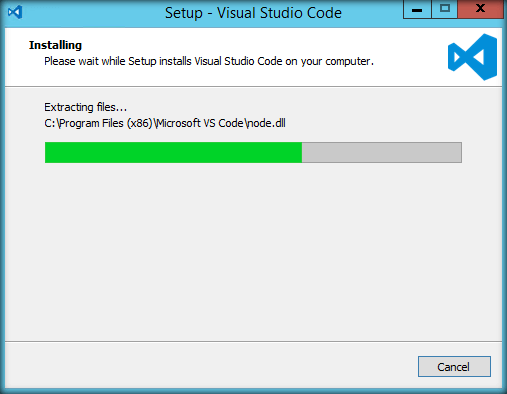 Setup - Visual Studio Code
Installing
Please wait while Setup installs Visual Studio Code on your computer.
Extracting files...
C:\Program Files (x86)\Microsoft VS Code\node.dll
Cancel